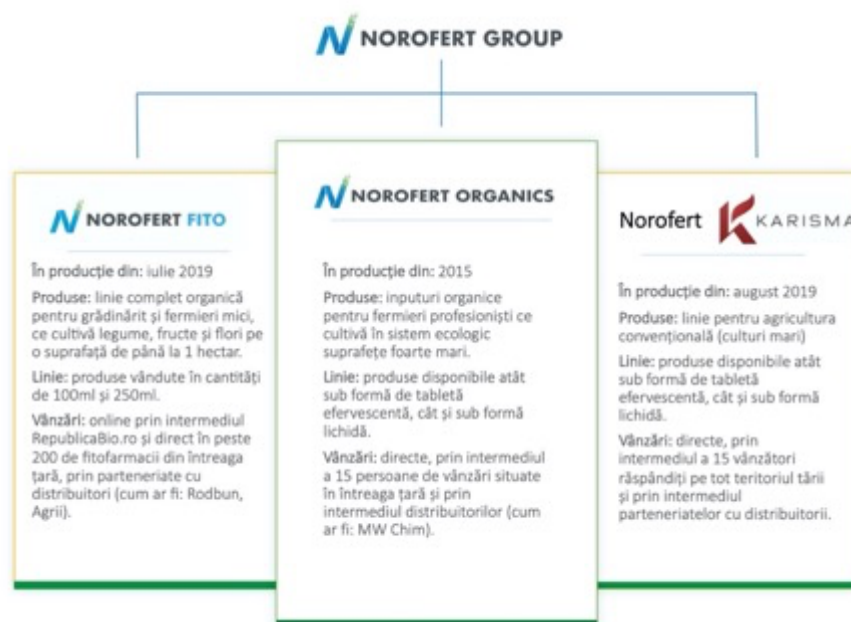 NOROFERT GROUP
NOROFERT FITO
În producție din: iulie 2019
Produse: linie complet organică
pentru grădinărit și fermieri mici,
ce cultivă legume, fructe și flori pe
o suprafață de până la 1 hectar.
Linie: produse vândute în cantități
de 100ml și 250ml.
Vânzări: online prin intermediul
RepublicaBio.ro și direct în peste
200 de fitofarmacii din întreaga
țară, prin parteneriate cu
distribuitori (cum ar fi: Rodbun,
Agrii).
NOROFERT ORGANICS
În producție din: 2015
Produse: inputuri organice
pentru fermieri profesioniști ce
cultivă în sistem ecologic
suprafețe foarte mari.
Linie: produse disponibile atât
sub formă de tabletă
efervescentă, cât și sub formă
lichidă.
Vânzări: directe, prin intermediul
a 15 persoane de vânzări situate
în întreaga țară și prin
intermediul distribuitorilor (cum
ar fi: MW Chim).
Norofert KARISMA
În producție din: august 2019
Produse: linie pentru agricultura
convențională (culturi mari)
Linie: produse disponibile atât
sub formă de tabletă
efervescentă, cât și sub formă
lichidă.
Vânzări: directe, prin
intermediul a 15 vânzători
răspândiți pe tot teritoriul tării
și prin intermediul
parteneriatelor cu distribuitorii.